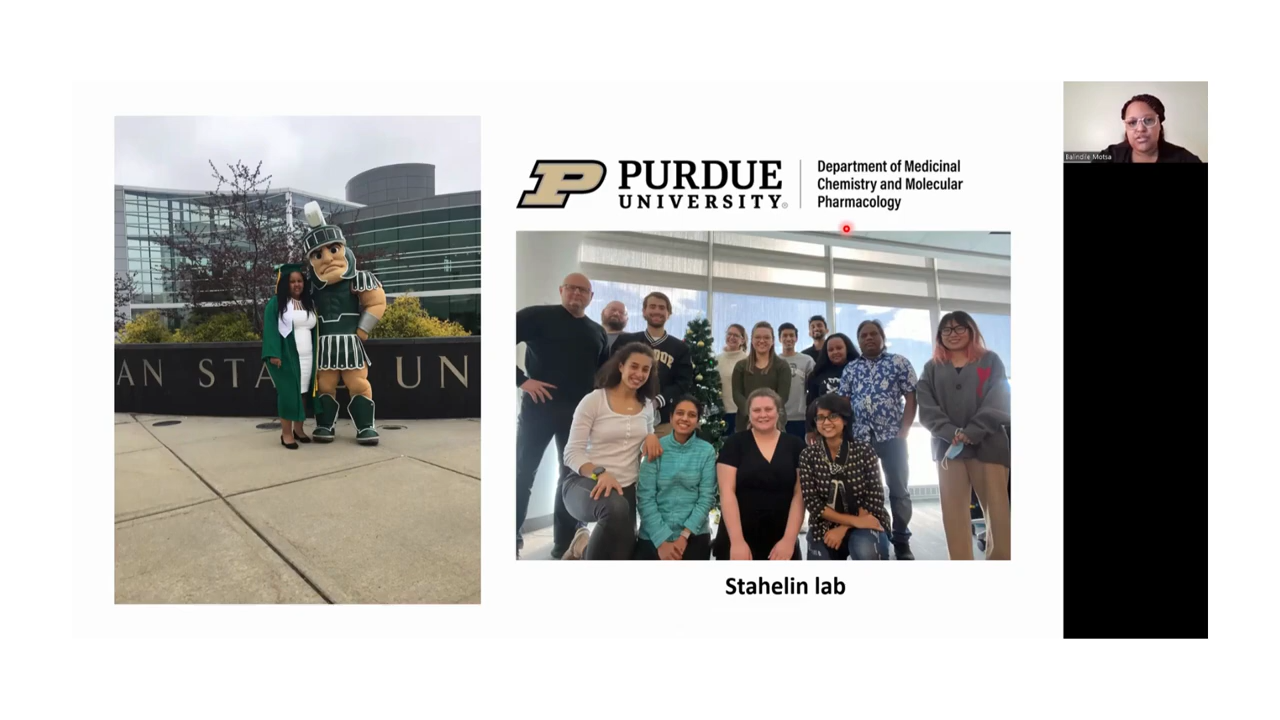 PURDUE
UNIVERSITY®
Department of Medicinal
Chemistry and Molecular
Pharmacology
Balindile Motsa
AN STA UN
Stahelin lab